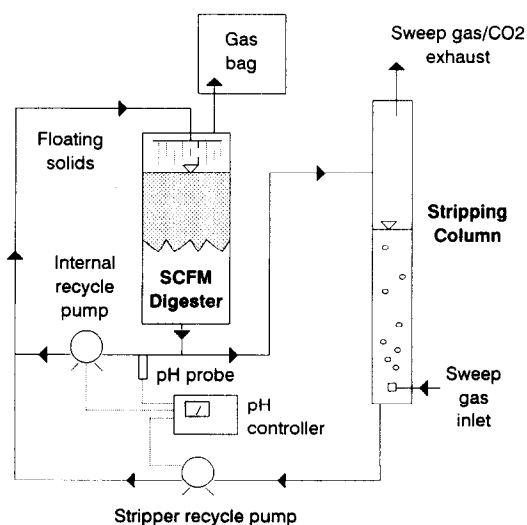 Gas
bag
Sweep gas/CO2
exhaust
Floating
solids
Stripping
Column
Internal
recycle
pump
SCFM
Digester
pH probe
pH
controller
Sweep
gas
inlet
Stripper recycle pump